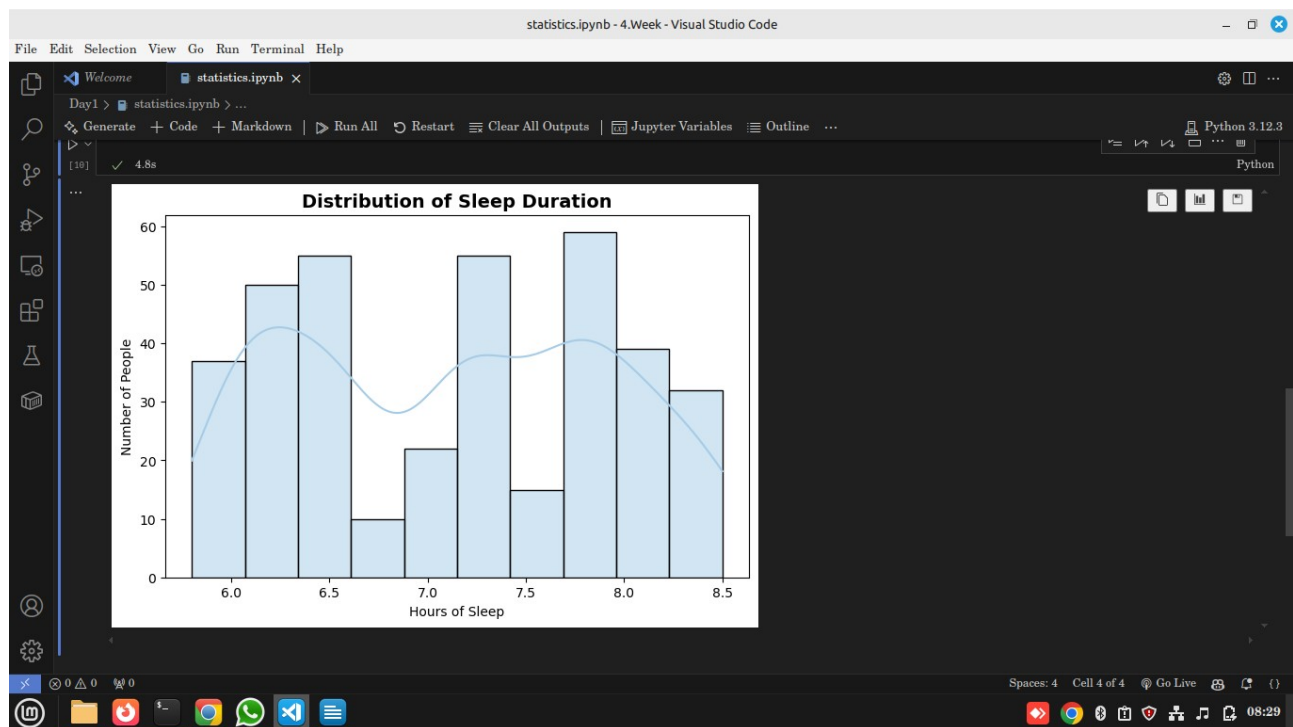 statistics.ipynb - 4.Week - Visual Studio Code
File Edit Selection View Go Run Terminal Help
Welcome statistics.ipynb
Day1 > statistics.ipynb > ...
Generate + Code + Markdown | Run All Restart Clear All Outputs | Jupyter Variables Outline ... Python 3.12.3
[10] 4.8s Python
Distribution of Sleep Duration
Number of People
60
50
40
30
20
10
0
6.0 6.5 7.0 7.5 8.0 8.5
Hours of Sleep
0 0 0 Spaces: 4 Cell 4 of 4 Go Live {}
08:29